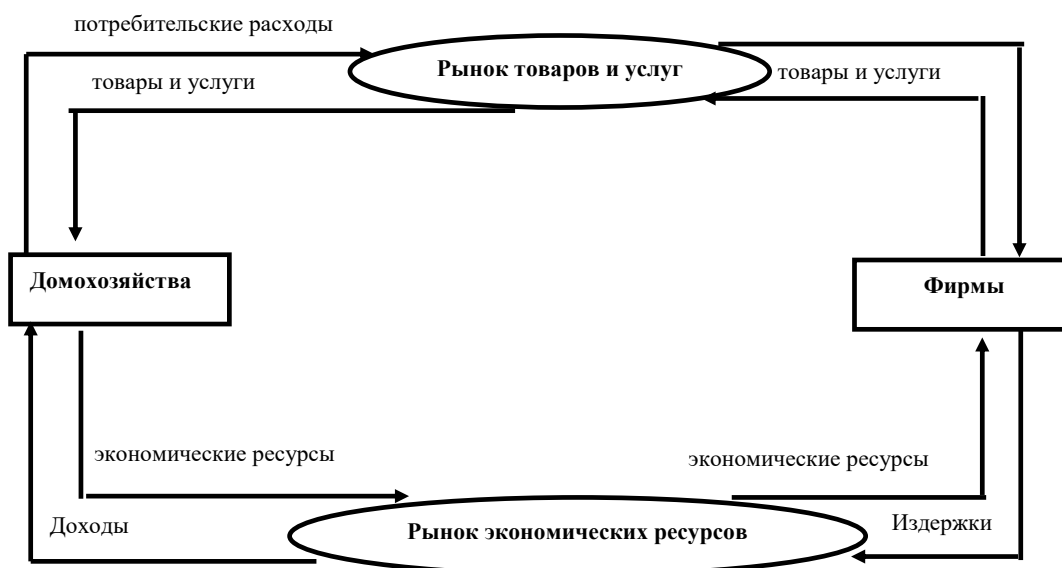 потребительские расходы
Рынок товаров и услуг
товары и услуги
товары и услуги
Домохозяйства
Фирмы
экономические ресурсы
экономические ресурсы
Доходы
Рынок экономических ресурсов
Издержки